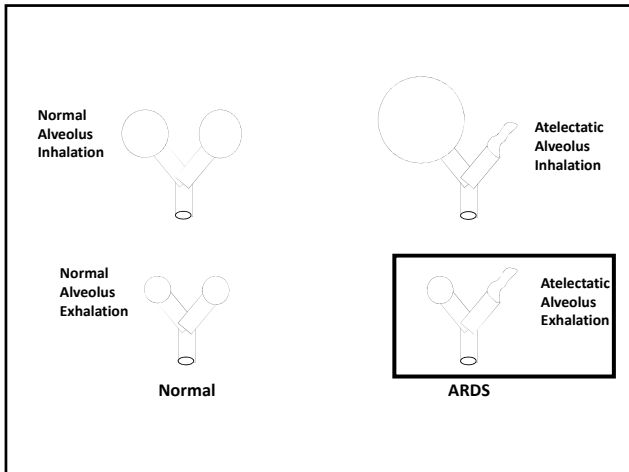 Normal
Alveolus
Inhalation
Atelectatic
Alveolus
Inhalation
Normal
Alveolus
Exhalation
Atelectatic
Alveolus
Exhalation
Normal
ARDS